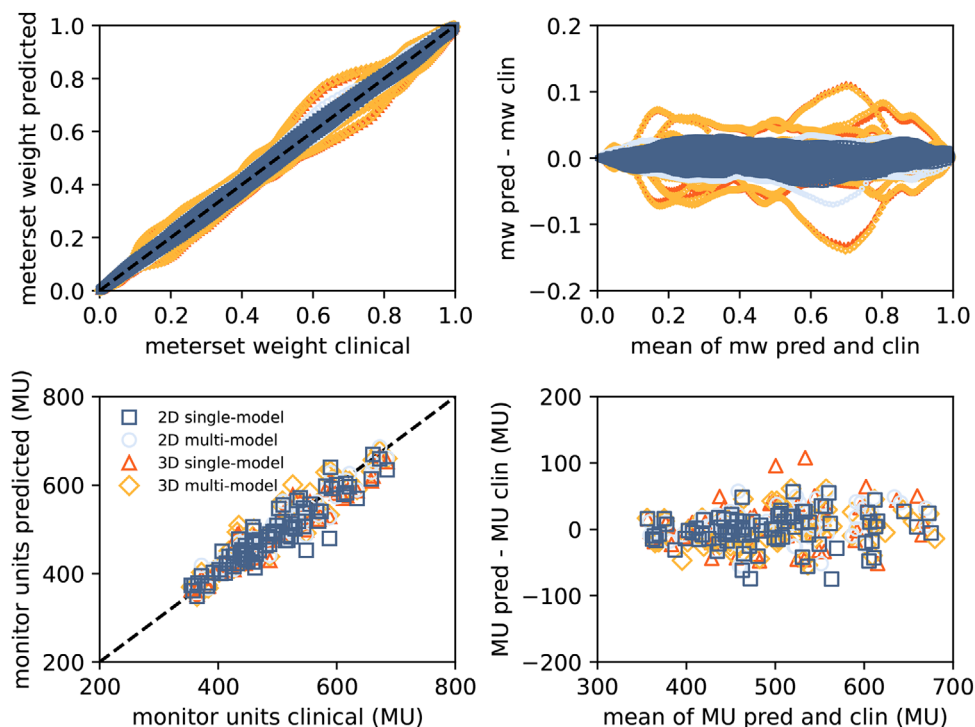 meterset weight predicted
1.0
0.8
0.6
0.4
0.2
0.0
0.0 0.2 0.4 0.6 0.8 1.0
meterset weight clinical
mw pred - mw clin
0.2
0.1
0.0
−0.1
−0.2
0.0 0.2 0.4 0.6 0.8 1.0
mean of mw pred and clin
monitor units predicted (MU)
800
600
400
200
2D single-model
2D multi-model
3D single-model
3D multi-model
200 400 600 800
monitor units clinical (MU)
MU pred - MU clin (MU)
200
100
0
−100
−200
300 400 500 600 700
mean of MU pred and clin (MU)